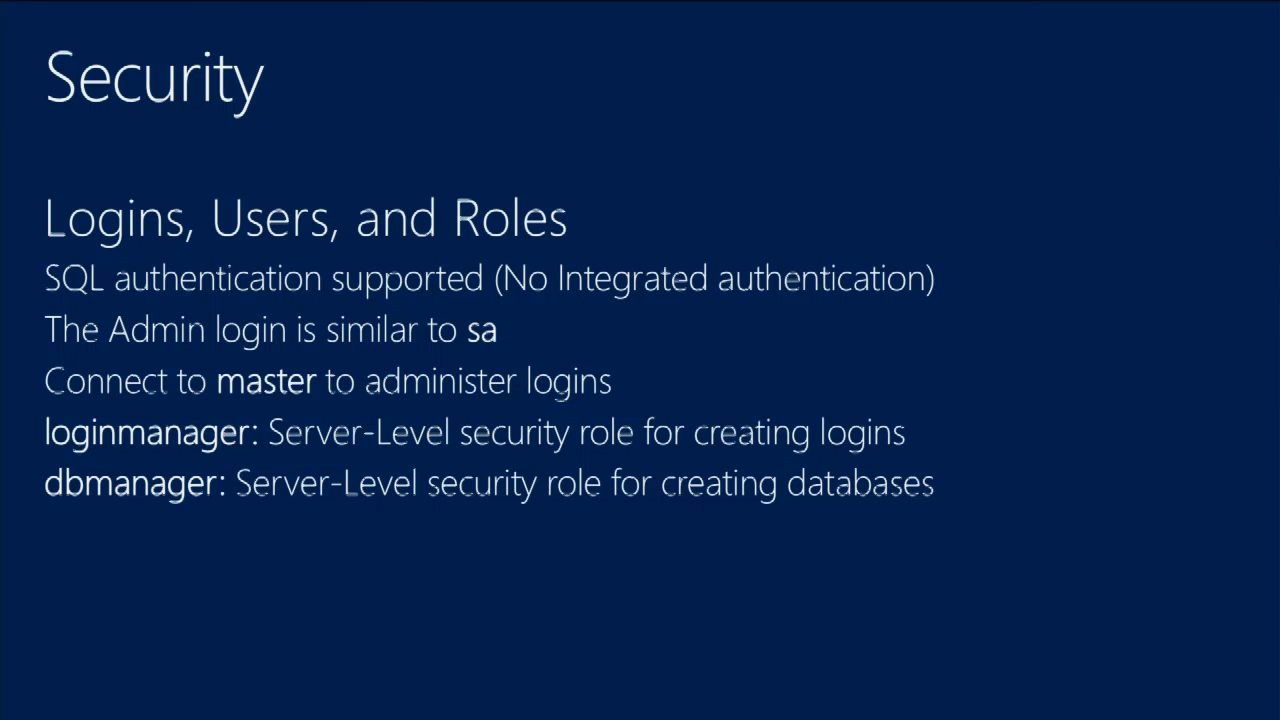 Security
Logins, Users, and Roles
SQL authentication supported (No Integrated authentication)
The Admin login is similar to sa
Connect to master to administer logins
loginmanager: Server-Level security role for creating logins
dbmanager: Server-Level security role for creating databases